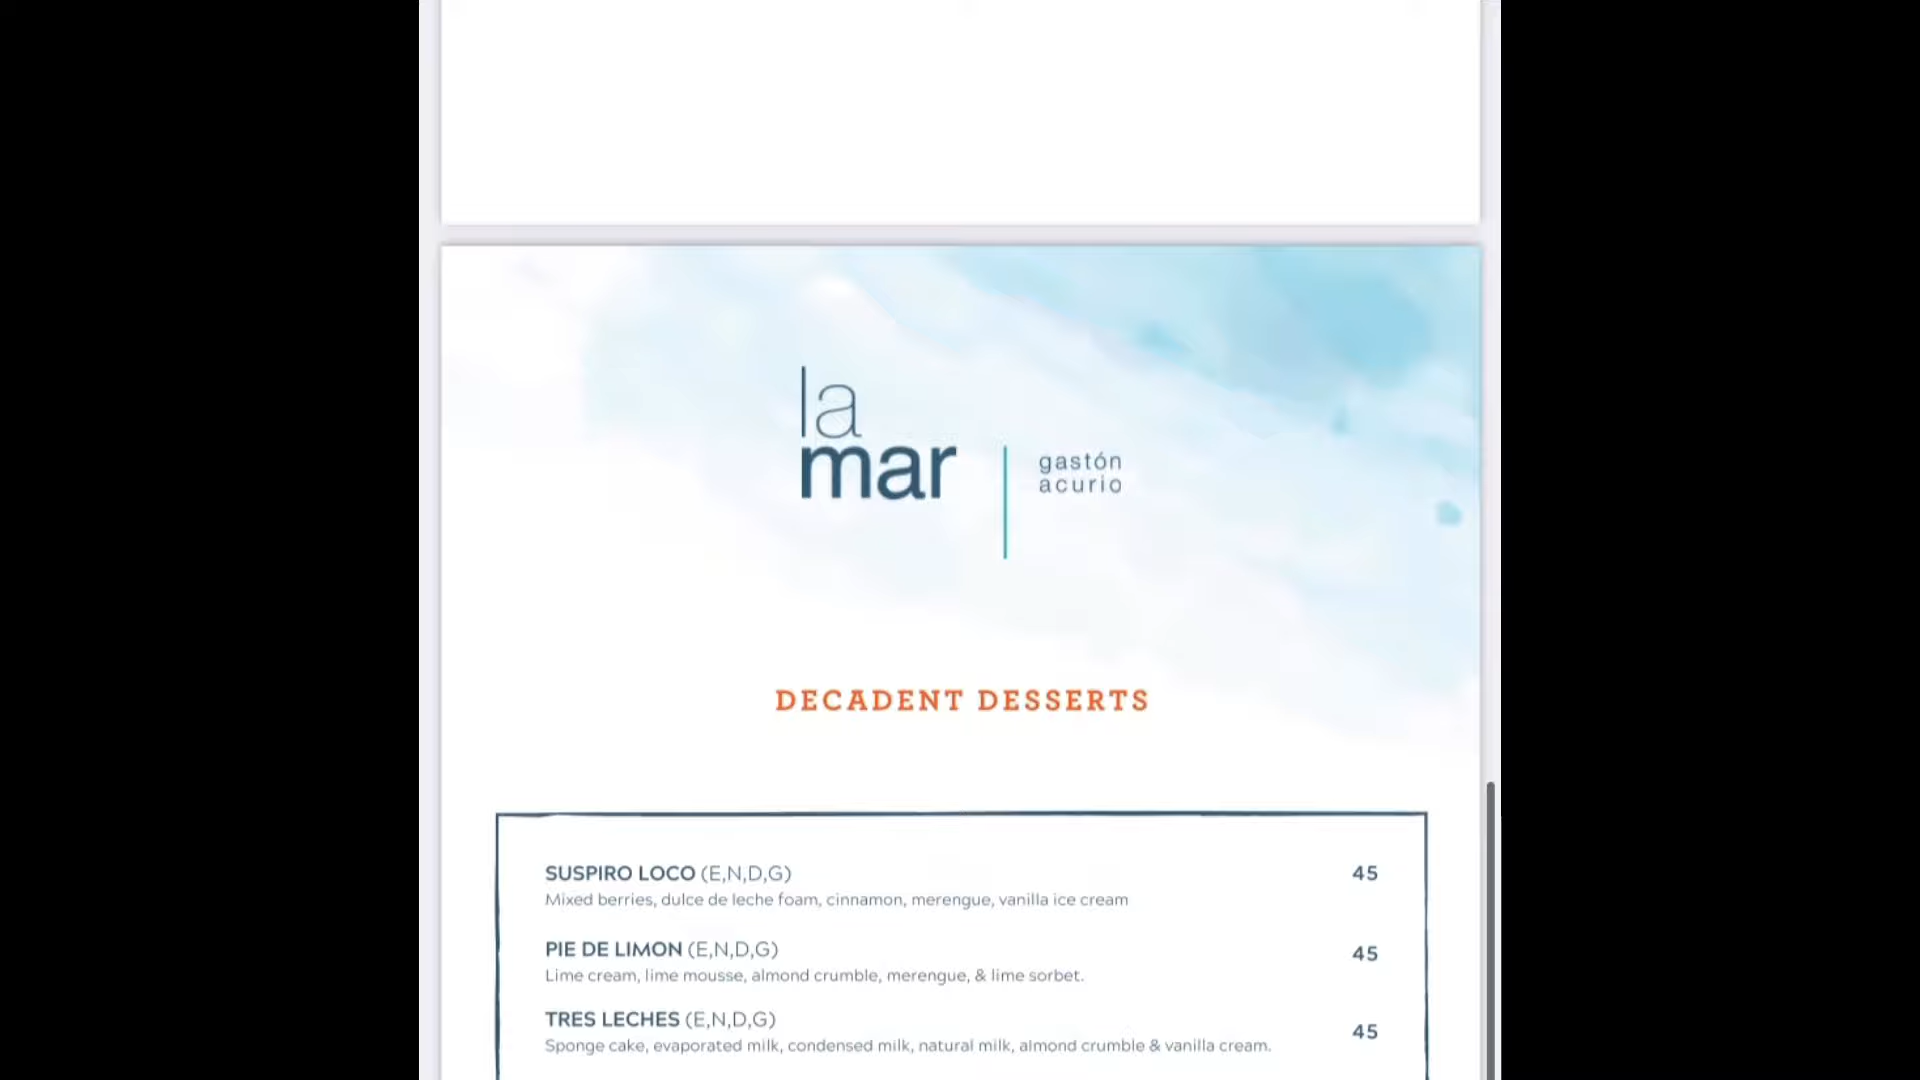 la
mar
gastón
acurio
DECADENT DESSERTS
SUSPIRO LOCO (E,N,D,G) 45
Mixed berries, dulce de leche foam, cinnamon, merengue, vanilla ice cream
PIE DE LIMON (E,N,D,G) 45
Lime cream, lime mousse, almond crumble, merengue, & lime sorbet.
TRES LECHES (E,N,D,G) 45
Sponge cake, evaporated milk, condensed milk, natural milk, almond crumble & vanilla cream.